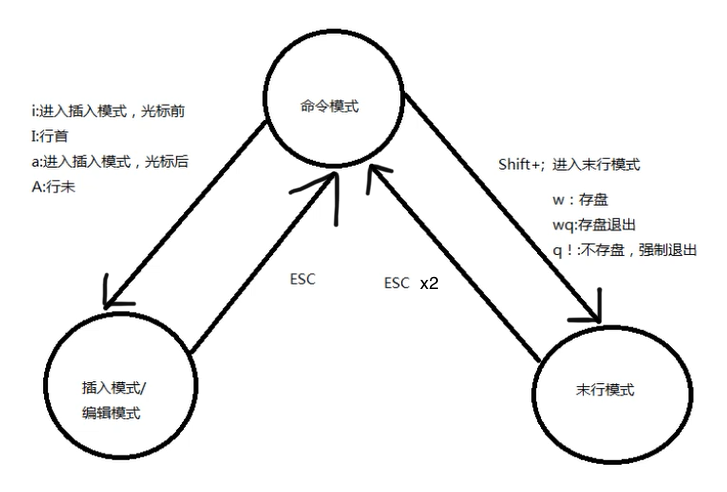 命令模式
i:进入插入模式，光标前
I:行首
a:进入插入模式，光标后
A:行未
Shift+; 进入末行模式
w：存盘
wq:存盘退出
q！:不存盘，强制退出
ESC
ESC x2
插入模式/
编辑模式
末行模式